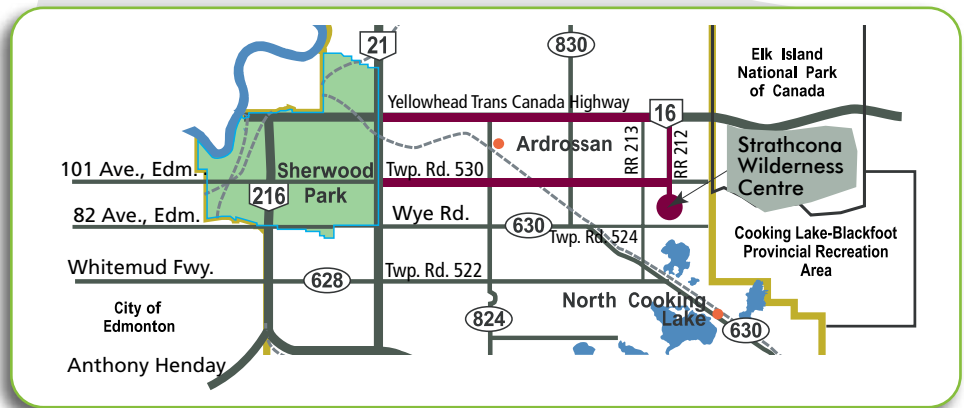 21
830
Elk Island
National Park
of Canada
Yellowhead Trans Canada Highway
16
RR 213
RR 212
Ardrossan
Strathcona
Wilderness
Centre
101 Ave., Edm.
Sherwood
Park
Twp. Rd. 530
216
82 Ave., Edm.
Wye Rd.
630
Twp. Rd. 524
Cooking Lake-Blackfoot
Provincial Recreation
Area
Whitemud Fwy.
628
Twp. Rd. 522
City of
Edmonton
824
North Cooking
Lake
630
Anthony Henday